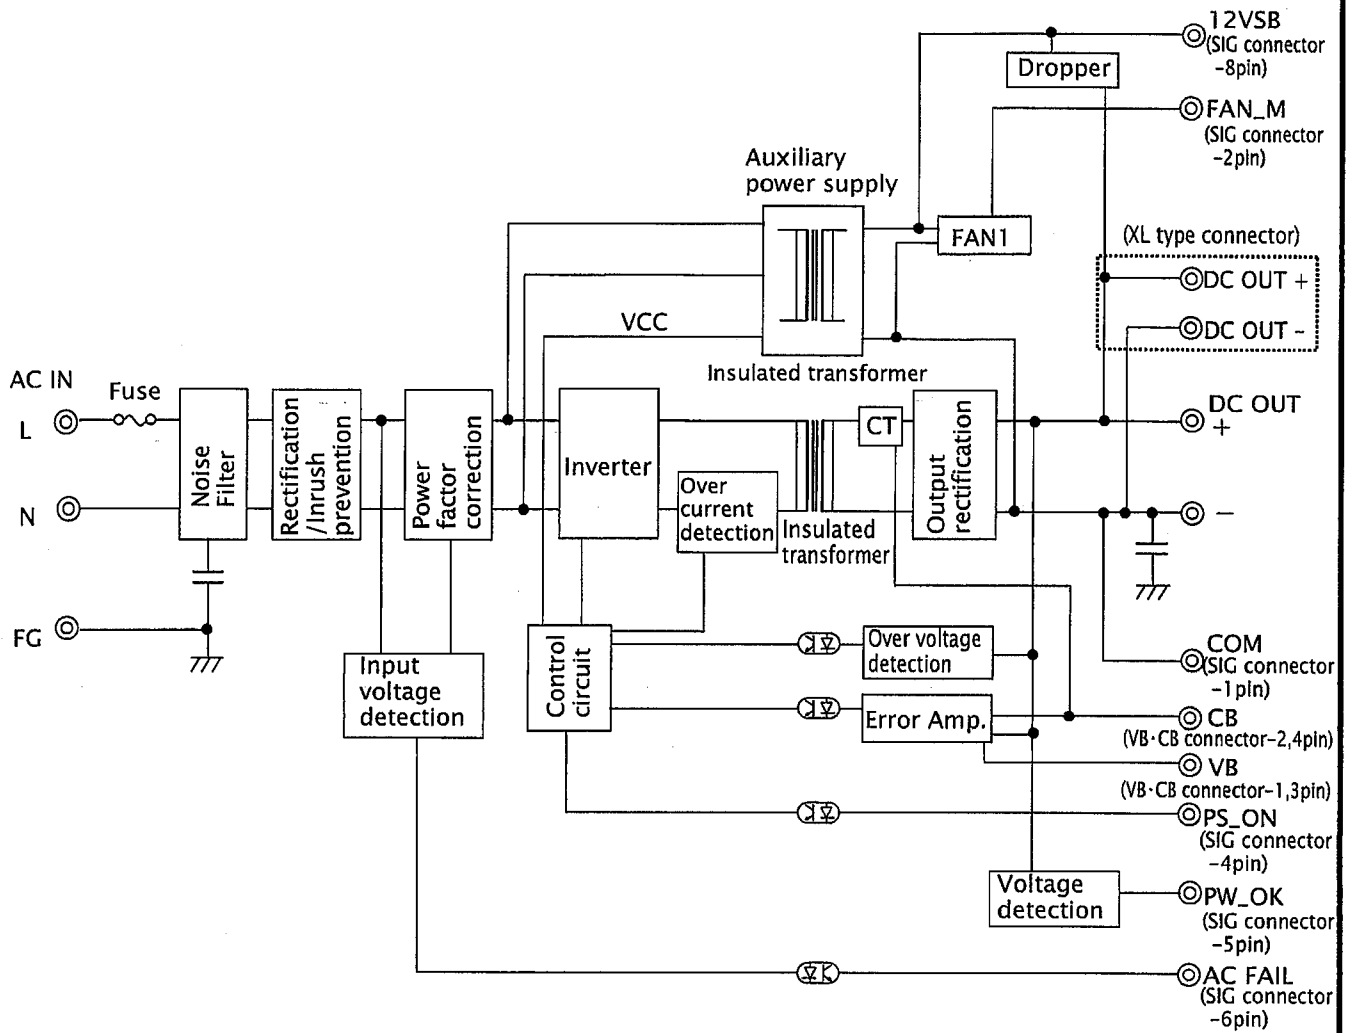 12VSB
(SIG connector
-8pin)
Dropper
FAN_M
(SIG connector
-2pin)
Auxiliary
power supply
FAN1
(XL type connector)
DC OUT +
DC OUT -
VCC
Insulated transformer
AC IN
Fuse
L
N
FG
Noise
Filter
Rectification
/Inrush
prevention
Power
factor
correction
Inverter
Over
current
detection
Insulated
transformer
CT
Output
rectification
DC OUT
+
-
Input
voltage
detection
Control
circuit
Over voltage
detection
Error Amp.
COM
(SIG connector
-1pin)
CB
(VB·CB connector-2,4pin)
VB
(VB·CB connector-1,3pin)
PS_ON
(SIG connector
-4pin)
Voltage
detection
PW_OK
(SIG connector
-5pin)
AC FAIL
(SIG connector
-6pin)